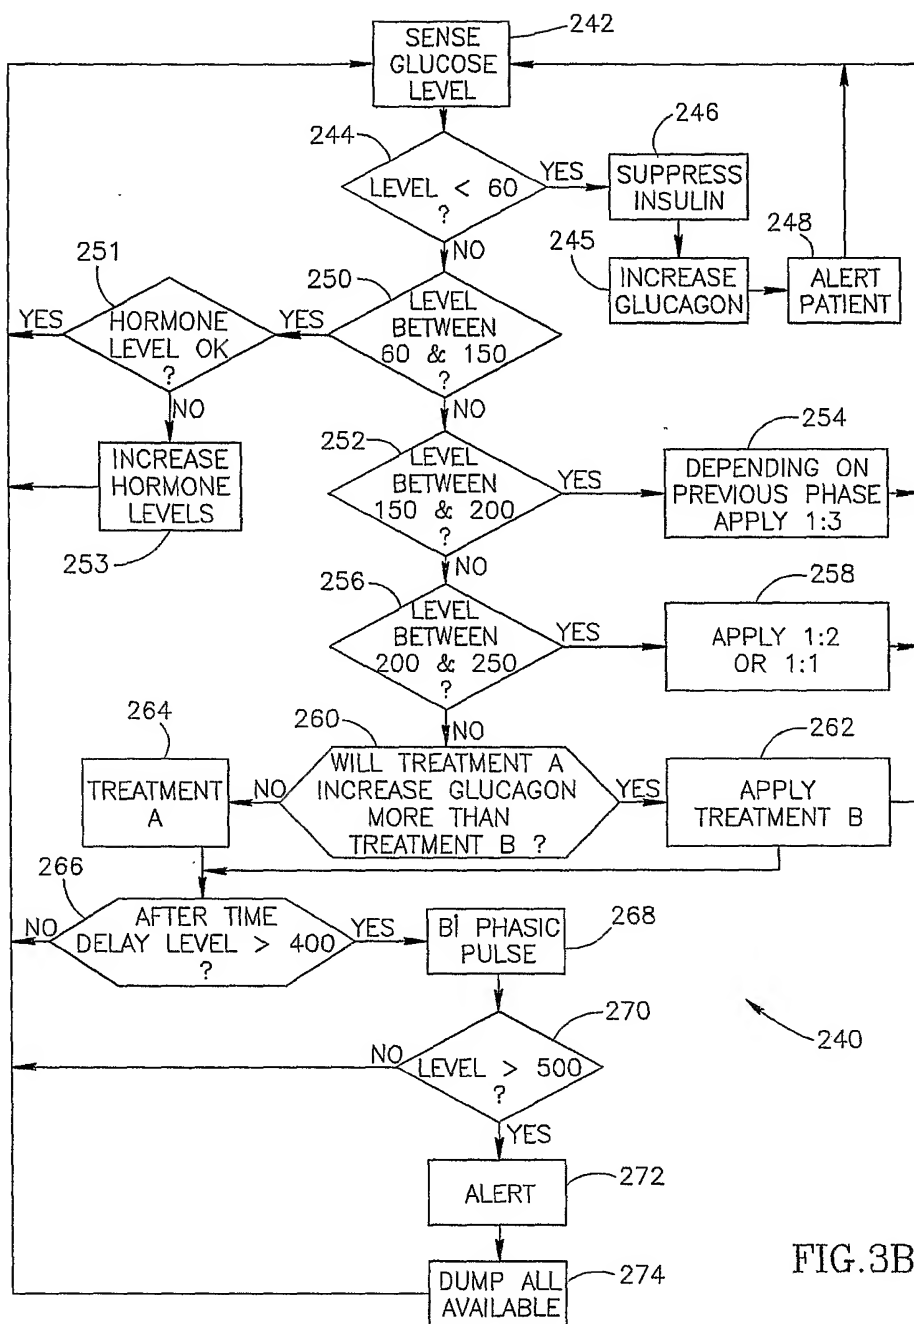 242
SENSE
GLUCOSE
LEVEL
244
LEVEL < 60
?
YES
246
SUPPRESS
INSULIN
NO
245
INCREASE
GLUCAGON
248
ALERT
PATIENT
251
HORMONE
LEVEL OK
?
YES
YES
250
LEVEL
BETWEEN
60 & 150
?
NO
NO
INCREASE
HORMONE
LEVELS
253
252
LEVEL
BETWEEN
150 & 200
?
YES
254
DEPENDING ON
PREVIOUS PHASE
APPLY 1:3
NO
256
LEVEL
BETWEEN
200 & 250
?
YES
258
APPLY 1:2
OR 1:1
NO
264
TREATMENT
A
NO
260
WILL TREATMENT A
INCREASE GLUCAGON
MORE THAN
TREATMENT B ?
YES
262
APPLY
TREATMENT B
266
NO
AFTER TIME
DELAY LEVEL > 400
?
YES
BI PHASIC
PULSE
268
270
NO
LEVEL > 500
?
YES
240
ALERT
272
DUMP ALL
AVAILABLE
274
FIG.3B